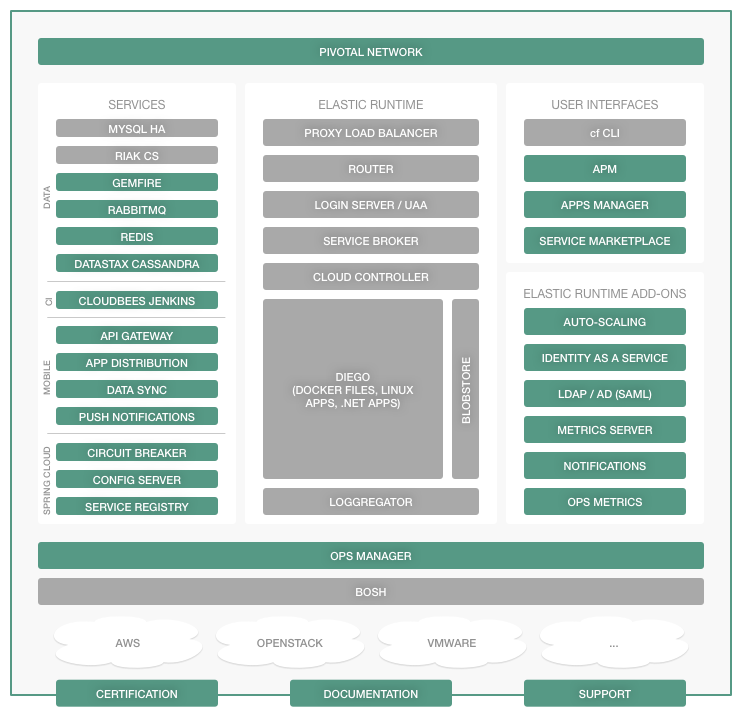 PIVOTAL NETWORK
SERVICES
DATA
MYSQL HA
RIAK CS
GEMFIRE
RABBITMQ
REDIS
DATASTAX CASSANDRA
CI
CLOUDBEES JENKINS
MOBILE
API GATEWAY
APP DISTRIBUTION
DATA SYNC
PUSH NOTIFICATIONS
SPRING CLOUD
CIRCUIT BREAKER
CONFIG SERVER
SERVICE REGISTRY
ELASTIC RUNTIME
PROXY LOAD BALANCER
ROUTER
LOGIN SERVER / UAA
SERVICE BROKER
CLOUD CONTROLLER
DIEGO
(DOCKER FILES, LINUX
APPS, .NET APPS)
BLOBSTORE
LOGGREGATOR
USER INTERFACES
cf CLI
APM
APPS MANAGER
SERVICE MARKETPLACE
ELASTIC RUNTIME ADD-ONS
AUTO-SCALING
IDENTITY AS A SERVICE
LDAP / AD (SAML)
METRICS SERVER
NOTIFICATIONS
OPS METRICS
OPS MANAGER
BOSH
AWS
OPENSTACK
VMWARE
...
CERTIFICATION
DOCUMENTATION
SUPPORT